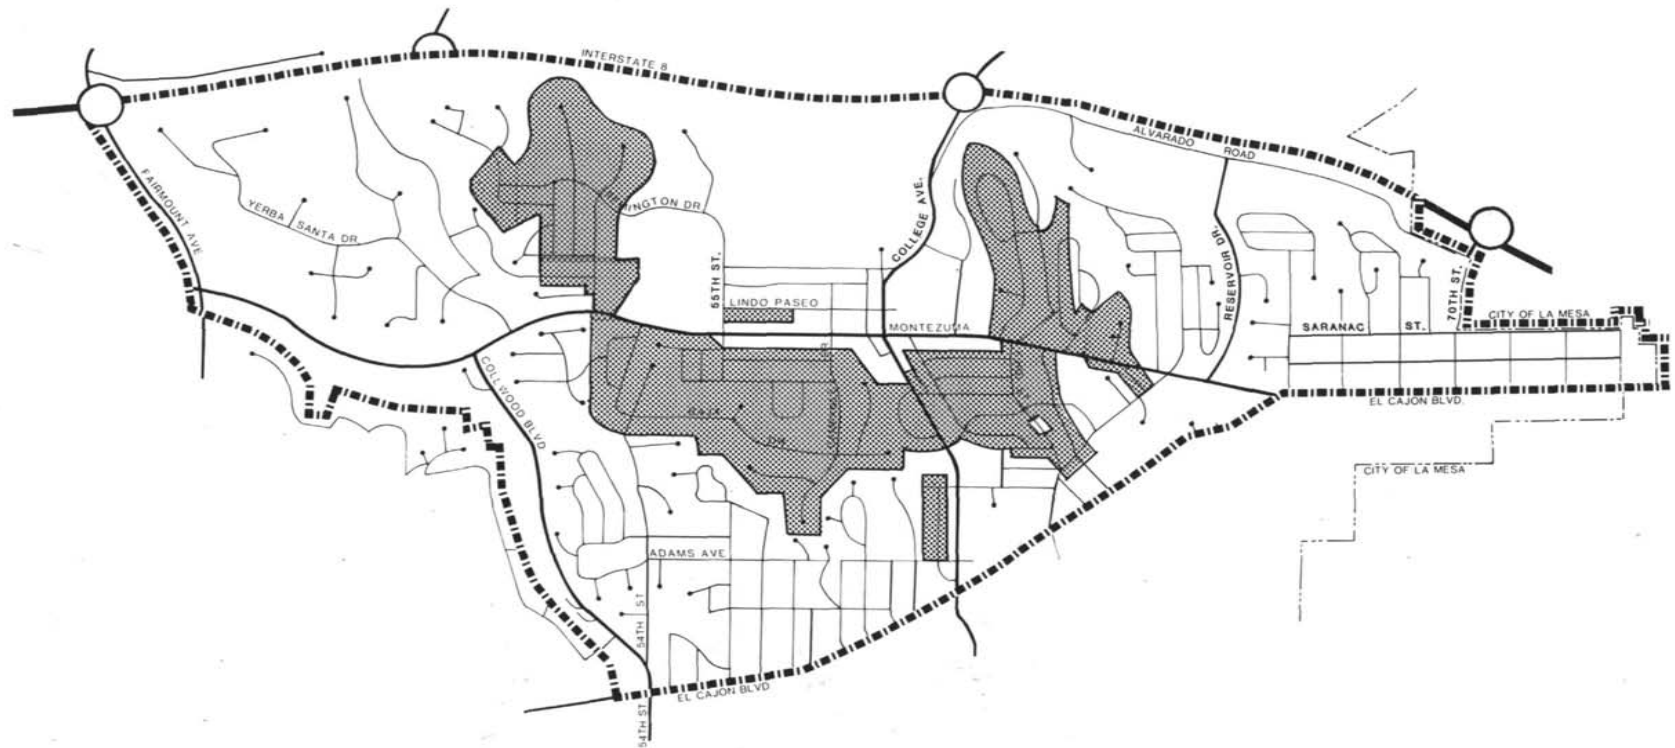 INTERSTATE 8
ALVARADO
ROAD
FAIRMOUNT AVE
YERBA SANTA DR
DR
COLLEGE AVE.
RESERVOIR DR.
55TH ST.
70TH ST.
LINDO PASEO
CITY OF LA MESA
MONTEZUMA
SARANAC ST.
COLLWOOD BLVD
EL CAJON BLVD.
CITY OF LA MESA
ADAMS AVE
54TH ST
EL CAJON BLVD
54TH ST.